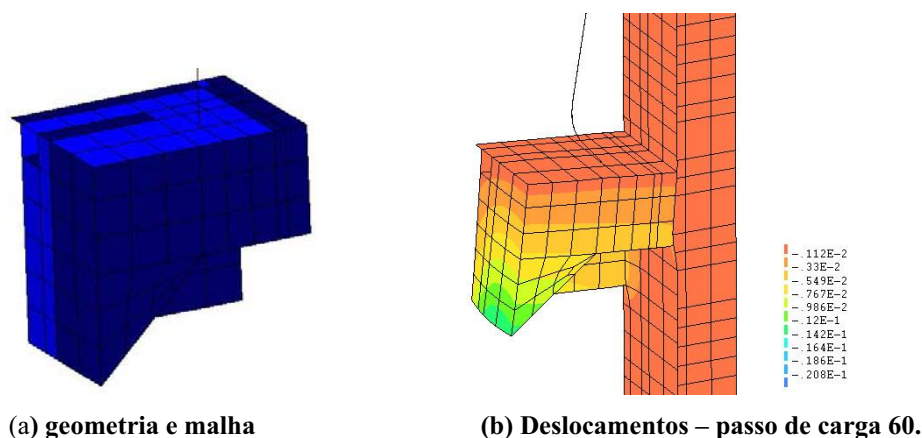 -.112E-2
-.33E-2
-.549E-2
-.767E-2
-.986E-2
-.12E-1
-.142E-1
-.164E-1
-.186E-1
-.208E-1
(a) geometria e malha
(b) Deslocamentos – passo de carga 60.